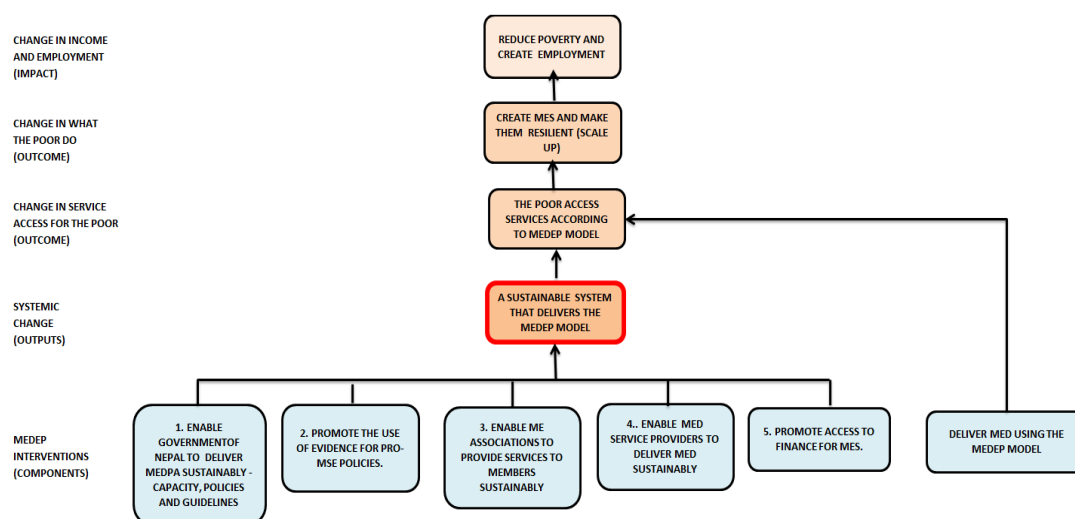 CHANGE IN INCOME
AND EMPLOYMENT
(IMPACT)
REDUCE POVERTY AND
CREATE EMPLOYMENT
CHANGE IN WHAT
THE POOR DO
(OUTCOME)
CREATE MES AND MAKE
THEM RESILIENT (SCALE
UP)
CHANGE IN SERVICE
ACCESS FOR THE POOR
(OUTCOME)
THE POOR ACCESS
SERVICES ACCORDING
TO MEDEP MODEL
SYSTEMIC
CHANGE
(OUTPUTS)
A SUSTAINABLE SYSTEM
THAT DELIVERS THE
MEDEP MODEL
MEDEP
INTERVENTIONS
(COMPONENTS)
1. ENABLE
GOVERNMENTOF
NEPAL TO DELIVER
MEDPA SUSTAINABLY -
CAPACITY, POLICIES
AND GUIDELINES
2. PROMOTE THE USE
OF EVIDENCE FOR PRO-
MSE POLICIES.
3. ENABLE ME
ASSOCIATIONS TO
PROVIDE SERVICES TO
MEMBERS
SUSTAINABLY
4.. ENABLE MED
SERVICE PROVIDERS TO
DELIVER MED
SUSTAINABLY
5. PROMOTE ACCESS TO
FINANCE FOR MES.
DELIVER MED USING THE
MEDEP MODEL